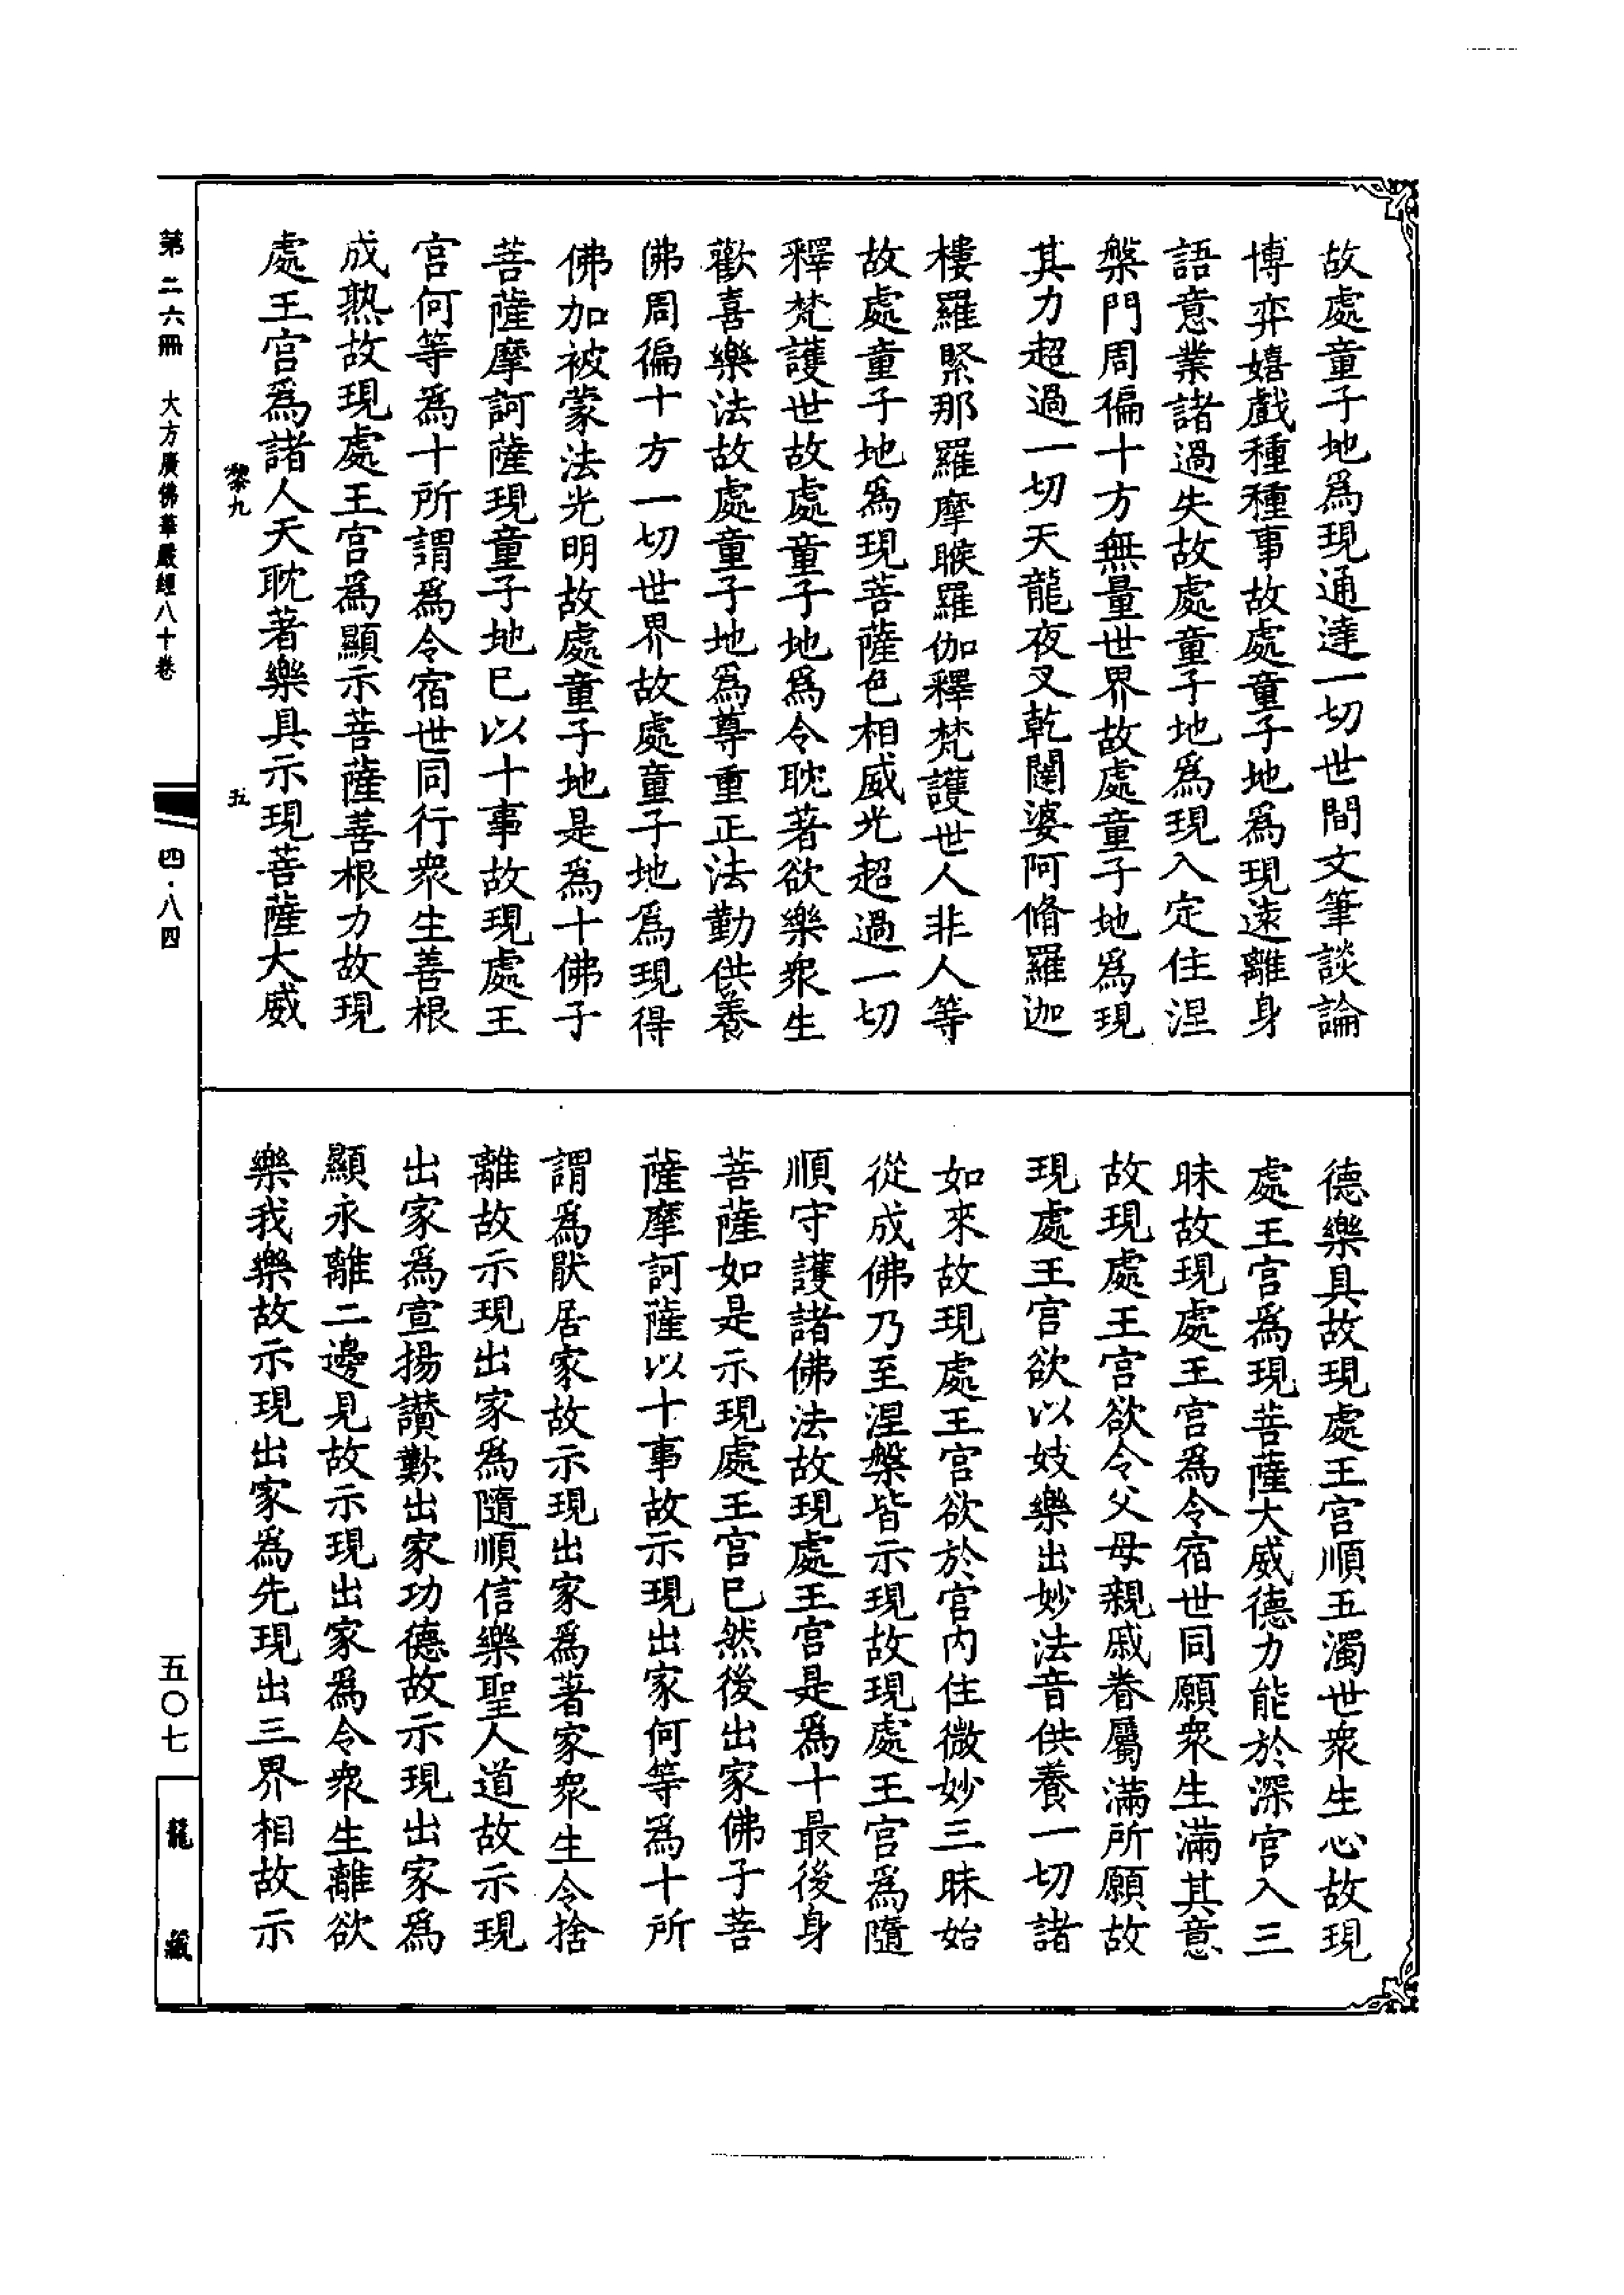 故處童子地爲現通達一切世間文筆談論
博弈嬉戲種種事故處童子地爲現遠離身
語意業諸過失故處童子地爲現入定住涅
槃門周徧十方無量世界故處童子地爲現
其力超過一切天龍夜叉乾闥婆阿脩羅迦
樓羅緊那羅摩睺羅伽釋梵護世人非人等
故處童子地爲現菩薩色相威光超過一切
釋梵護世故處童子地爲令耽著欲樂衆生
歡喜樂法故處童子地爲尊重正法勤供養
佛周徧十方一切世界故處童子地爲現得
佛加被蒙法光明故處童子地是爲十佛子
菩薩摩訶薩現童子地已以十事故現處王
宮何等爲十所謂爲令宿世同行衆生善根
成熟故現處王宮爲顯示菩薩善根力故現
處王宮爲諸人天耽著樂具示現菩薩大威
黎九
五
德樂具故現處王宮順五濁世衆生心故現
處王宮爲現菩薩大威德力能於深宮入三
昧故現處王宮爲令宿世同願衆生滿其意
故現處王宮欲令父母親戚眷屬滿所願故
現處王宮欲以妓樂出妙法音供養一切諸
如來故現處王宮欲於宮內住微妙三昧始
從成佛乃至涅槃皆示現故現處王宮爲隨
順守護諸佛法故現處王宮是爲十最後身
菩薩如是示現處王宮已然後出家佛子菩
薩摩訶薩以十事故示現出家何等爲十所
謂爲厭居家故示現出家爲著家衆生令捨
離故示現出家爲隨順信樂聖人道故示現
出家爲宣揚讚歎出家功德故示現出家爲
顯永離二邊見故示現出家爲令衆生離欲
樂我樂故示現出家爲先現出三界相故示
第二六冊 大方廣佛華嚴經八十卷
四·八四
五〇七
龍藏